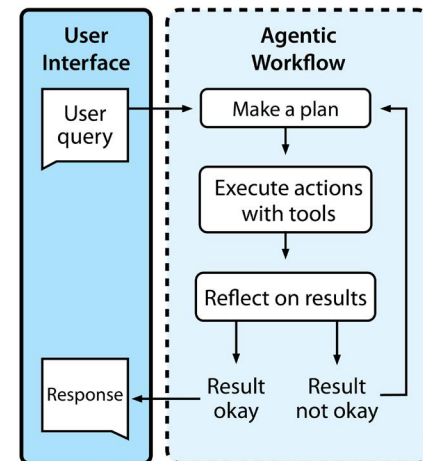 User
Interface
Agentic
Workflow
User
query
Make a plan
Execute actions
with tools
Reflect on results
Response
Result
okay
Result
not okay